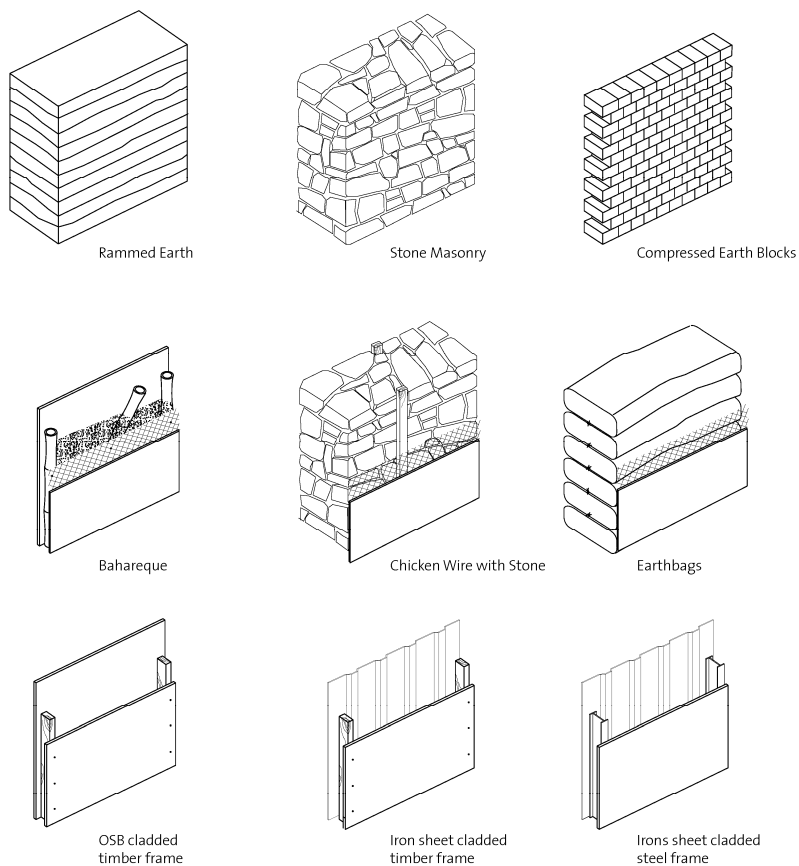 Rammed Earth
Stone Masonry
Compressed Earth Blocks
Bahareque
Chicken Wire with Stone
Earthbags
OSB cladded
timber frame
Iron sheet cladded
timber frame
Irons sheet cladded
steel frame